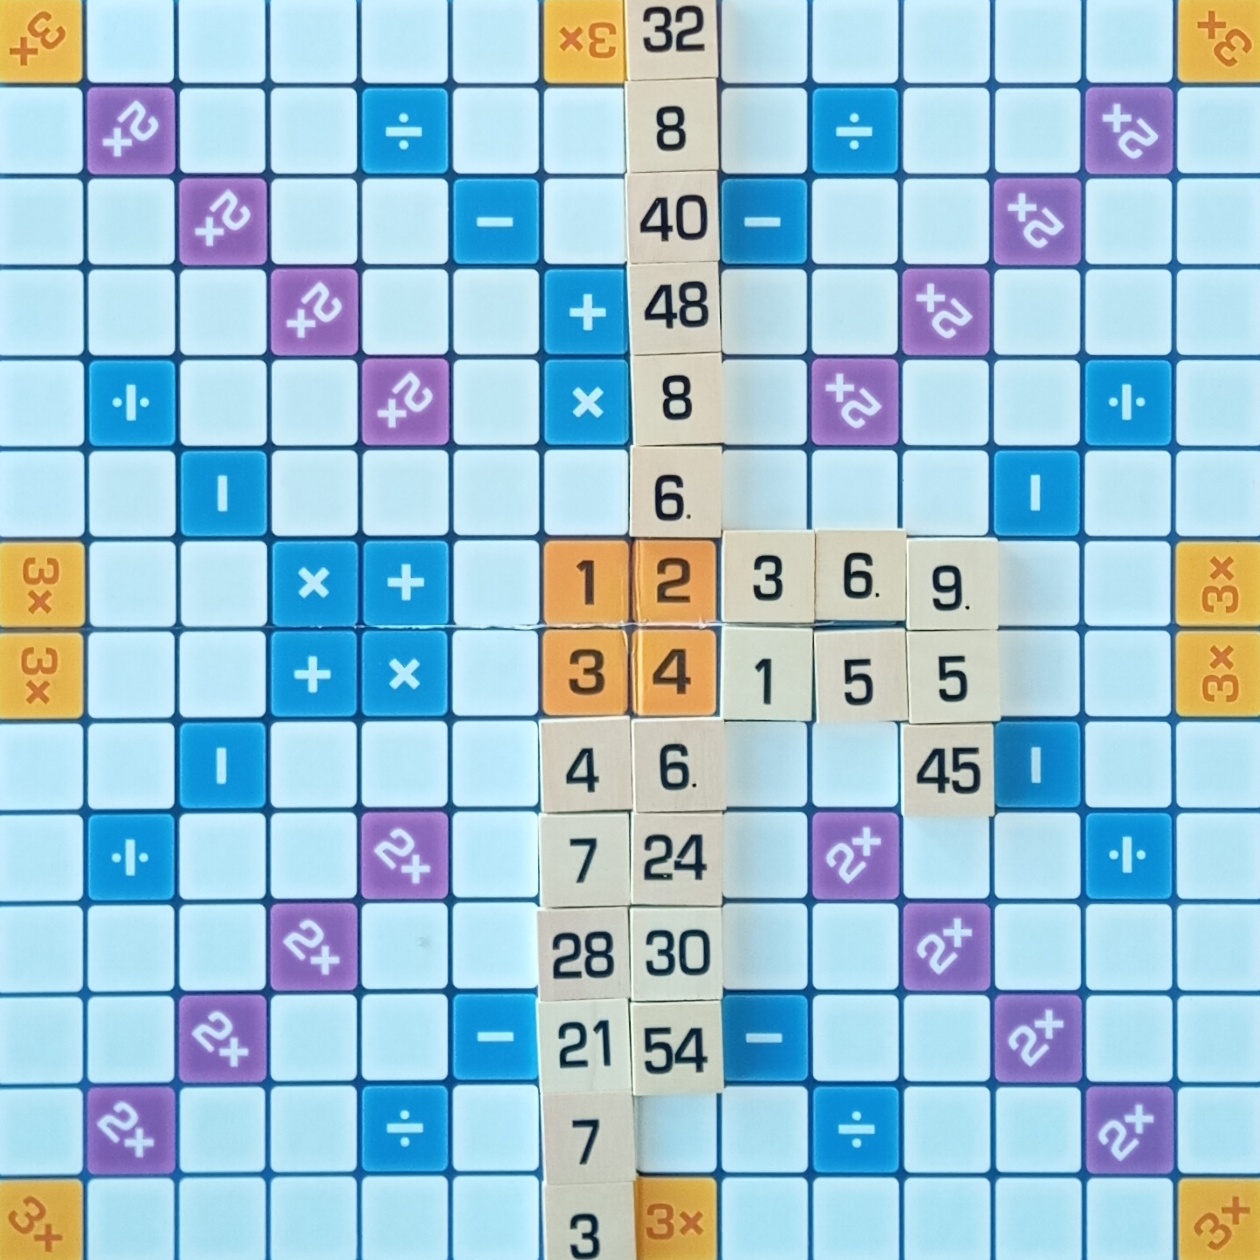 3× 3× 32 3×
2× ÷ 8 ÷ 2×
2× − 40 − 2×
2× + 48 2×
÷ 2× × 8 2× ÷
− 6. −
3× × + 1 2 3 6. 9. 3×
3× + × 3 4 1 5 5 3×
− 4 6. 45 −
÷ 2× 7 24 2× ÷
2× 28 30 2×
2× − 21 54 − 2×
2× ÷ 7 ÷ 2×
3× 3 3× 3×